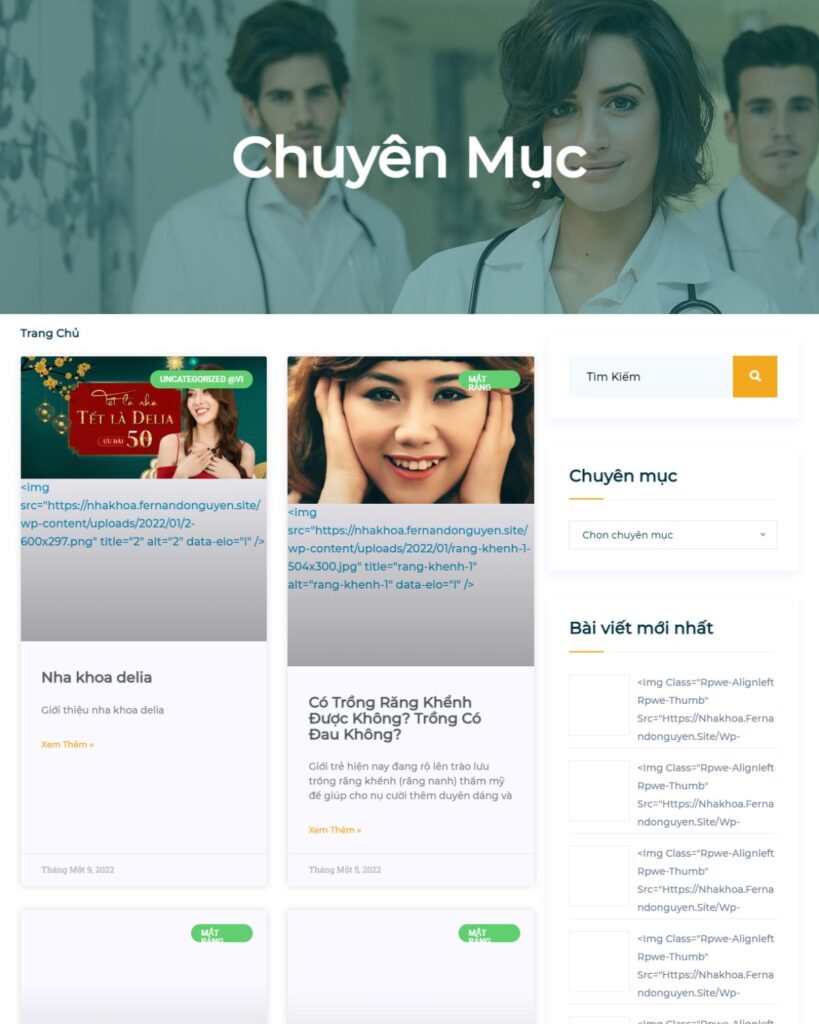 Chuyên Mục
Trang Chủ
UNCATEGORIZED @VI
Tết là nhà
TẾT LÀ DELIA
ƯU ĐÃI 50
<img
src="https://nhakhoa.fernandonguyen.site/
wp-content/uploads/2022/01/2-
600x297.png" title="2" alt="2" data-eio="l" />
Nha khoa delia
Giới thiệu nha khoa delia
Xem Thêm »
Tháng Một 9, 2022
MẤT
RĂNG
<img
src="https://nhakhoa.fernandonguyen.site/
wp-content/uploads/2022/01/rang-khenh-1-
504x300.jpg" title="rang-khenh-1"
alt="rang-khenh-1" data-eio="l" />
Có Trồng Răng Khểnh
Được Không? Trồng Có
Đau Không?
Giới trẻ hiện nay đang rộ lên trào lưu
trồng răng khểnh (răng nanh) thẩm mỹ
để giúp cho nụ cười thêm duyên dáng và
Xem Thêm »
Tháng Một 5, 2022
MẤT
RĂNG
MẤT
RĂNG
Tìm Kiếm
Chuyên mục
Chọn chuyên mục
Bài viết mới nhất
<Img Class="Rpwe-Alignleft
Rpwe-Thumb"
Src="Https://Nhakhoa.Ferna
ndonguyen.Site/Wp-
<Img Class="Rpwe-Alignleft
Rpwe-Thumb"
Src="Https://Nhakhoa.Ferna
ndonguyen.Site/Wp-
<Img Class="Rpwe-Alignleft
Rpwe-Thumb"
Src="Https://Nhakhoa.Ferna
ndonguyen.Site/Wp-
<Img Class="Rpwe-Alignleft
Rpwe-Thumb"
Src="Https://Nhakhoa.Ferna
ndonguyen.Site/Wp-